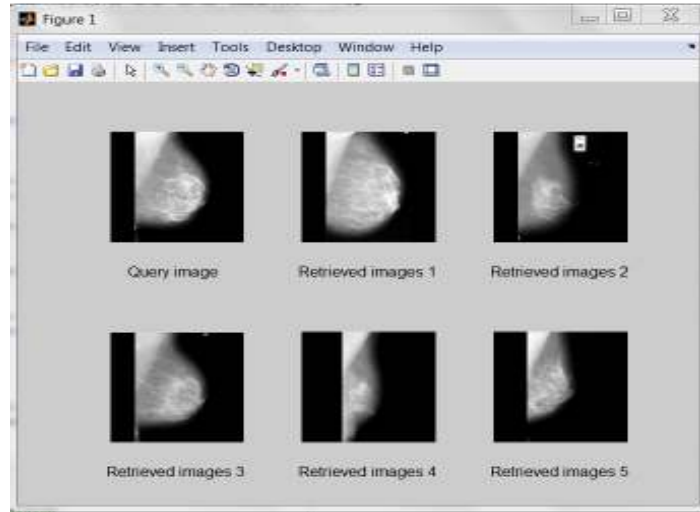 Figure 1
File Edit View Insert Tools Desktop Window Help
Query image
Retrieved images 1
Retrieved images 2
Retrieved images 3
Retrieved images 4
Retrieved images 5